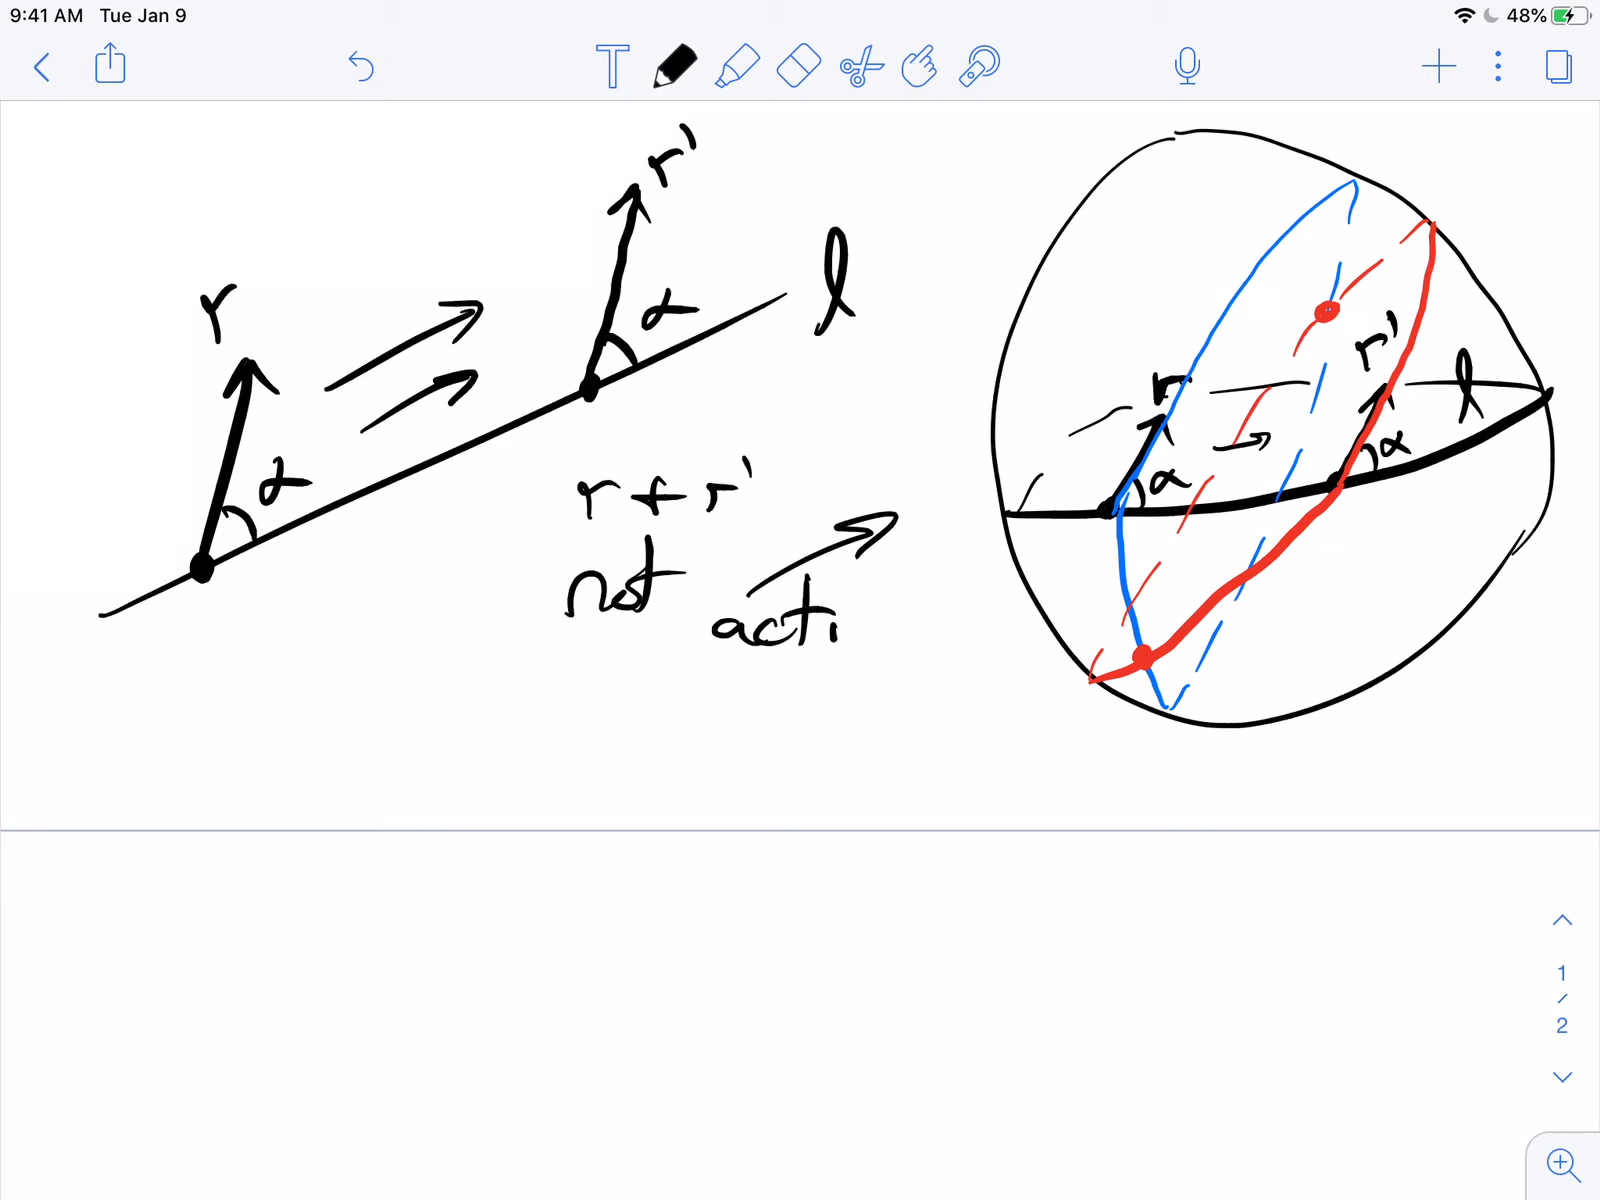 9:41 AM Tue Jan 9
48%
T
r'
l
r
α
α
r + r'
not
acti
r
r'
l
α
α
1
/
2